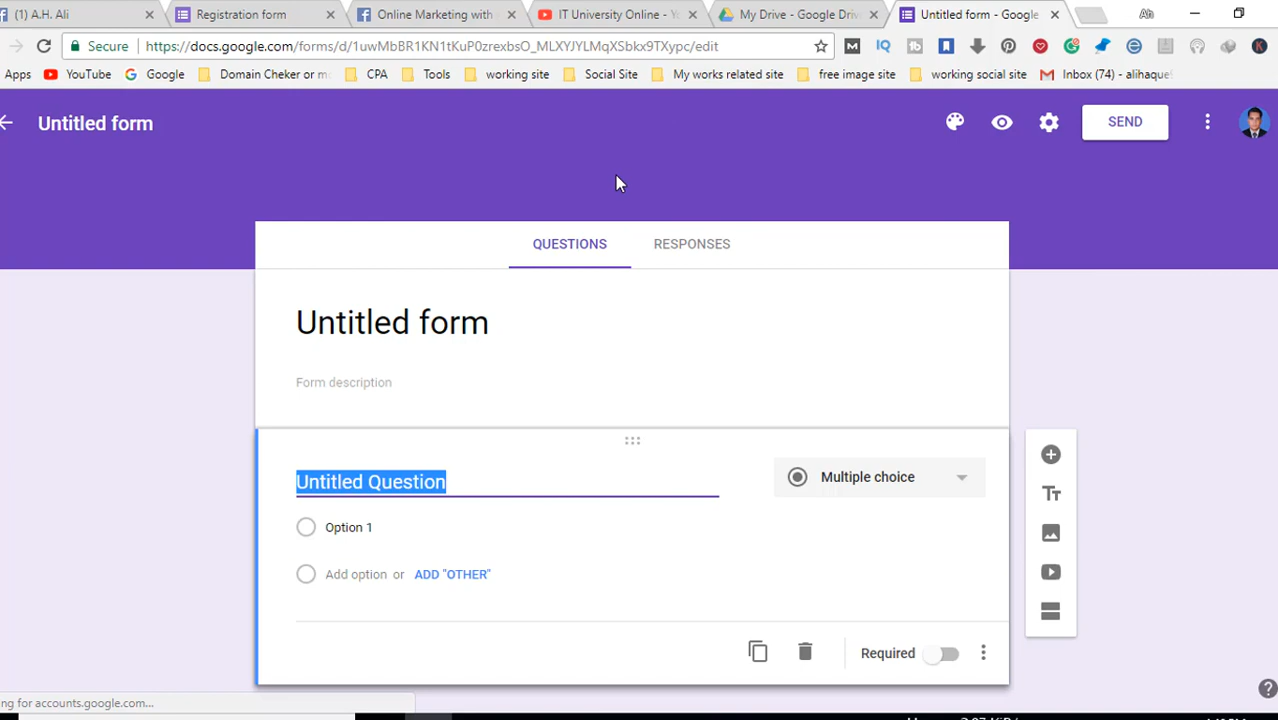 (1) A.H. Ali
Registration form
Online Marketing with
IT University Online - Yo
My Drive - Google Driv
Untitled form - Google
Ah
Secure
https://docs.google.com/forms/d/1uwMbBR1KN1tKuP0zrexbsO_MLXYJYLMqXSbkx9TXypc/edit
Apps
YouTube
Google
Domain Cheker or m
CPA
Tools
working site
Social Site
My works related site
free image site
working social site
Inbox (74) - alihaque
Untitled form
SEND
QUESTIONS
RESPONSES
Untitled form
Form description
Untitled Question
Multiple choice
Option 1
Add option or ADD "OTHER"
Required
ng for accounts.google.com...